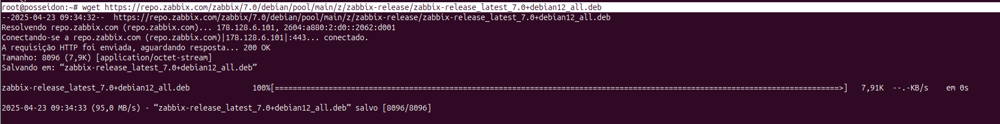 root@posseidon:~# wget https://repo.zabbix.com/zabbix/7.0/debian/pool/main/z/zabbix-release/zabbix-release_latest_7.0+debian12_all.deb
--2025-04-23 09:34:32--  https://repo.zabbix.com/zabbix/7.0/debian/pool/main/z/zabbix-release/zabbix-release_latest_7.0+debian12_all.deb
Resolvendo repo.zabbix.com (repo.zabbix.com)... 178.128.6.101, 2604:a880:2:d0::2062:d001
Conectando-se a repo.zabbix.com (repo.zabbix.com)|178.128.6.101|:443... conectado.
A requisição HTTP foi enviada, aguardando resposta... 200 OK
Tamanho: 8096 (7,9K) [application/octet-stream]
Salvando em: “zabbix-release_latest_7.0+debian12_all.deb”
zabbix-release_latest_7.0+debian12_all.deb 100%[==============================================================================================================================>] 7,91K --.-KB/s em 0s
2025-04-23 09:34:33 (95,0 MB/s) - “zabbix-release_latest_7.0+debian12_all.deb” salvo [8096/8096]